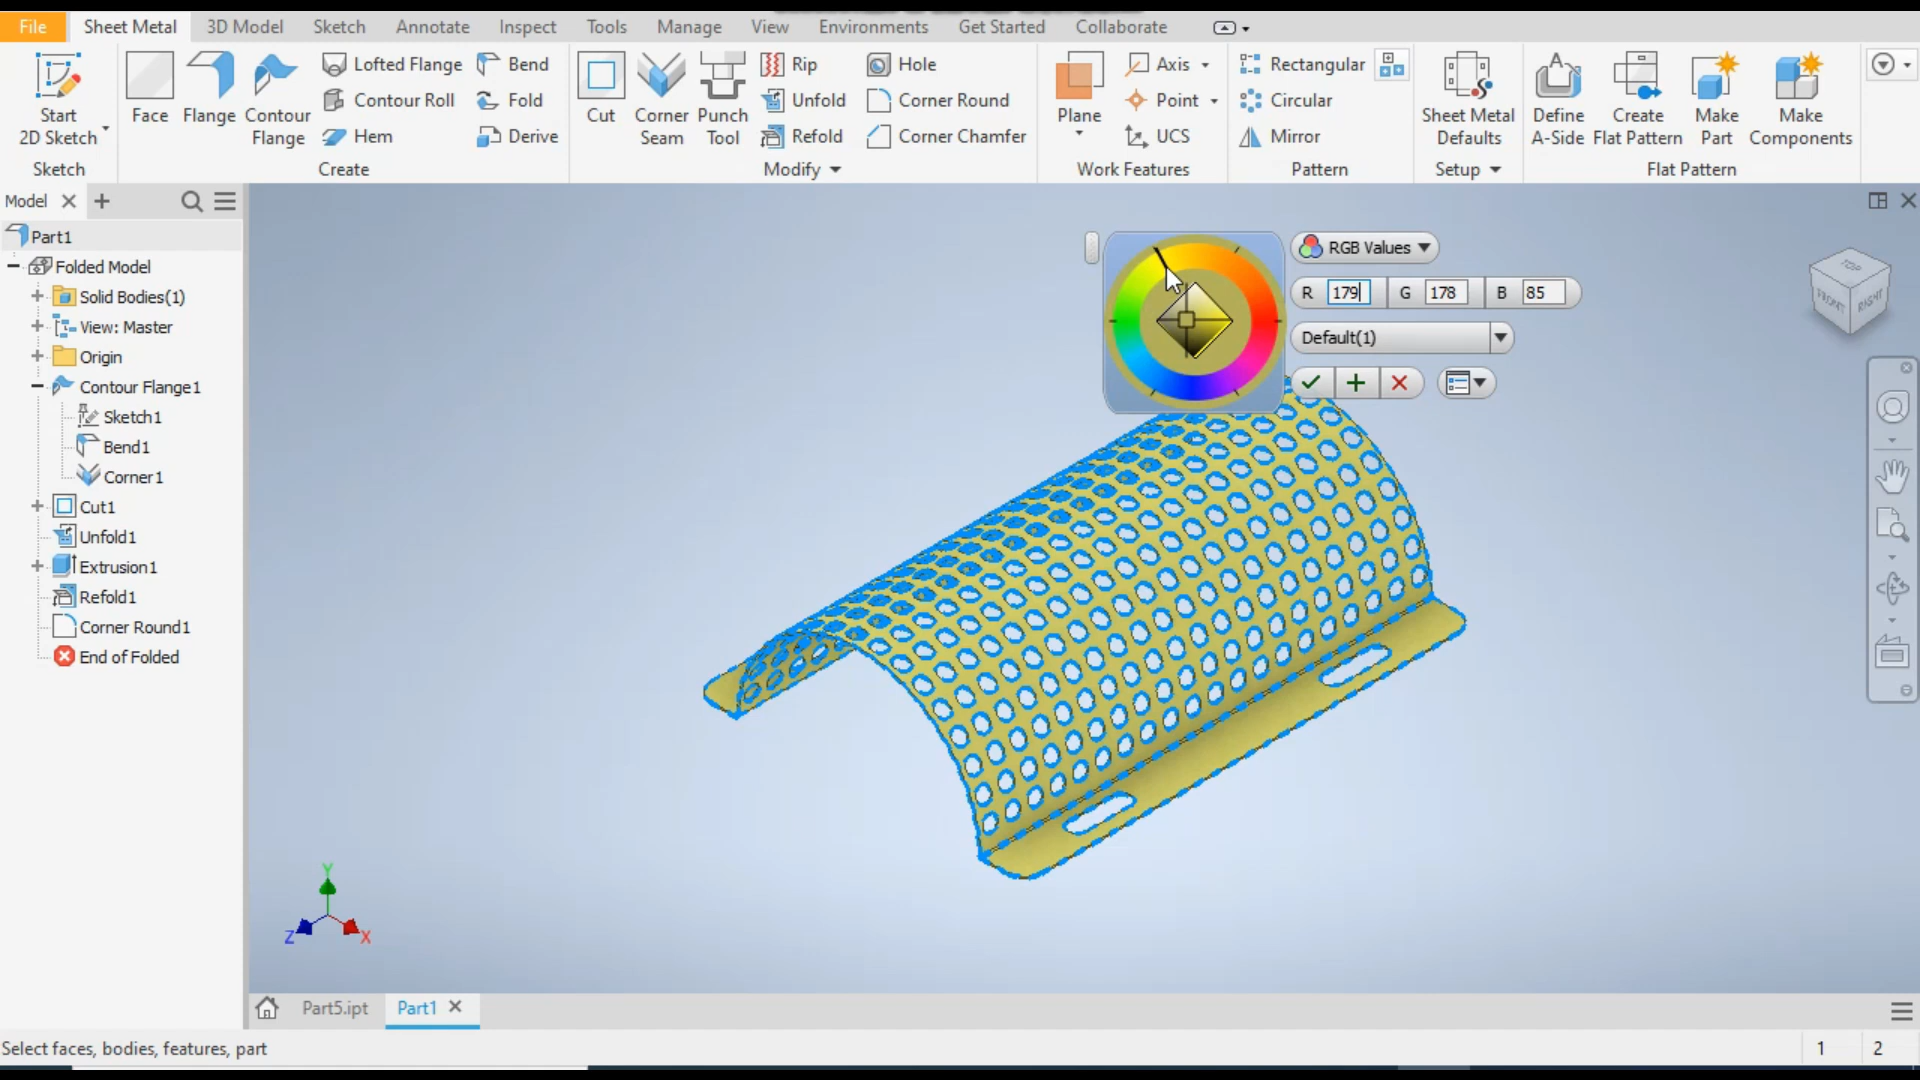 File Sheet Metal 3D Model Sketch Annotate Inspect Tools Manage View Environments Get Started Collaborate
Start 2D Sketch
Face
Flange
Contour Flange
Lofted Flange
Contour Roll
Hem
Bend
Fold
Derive
Cut
Corner Seam
Punch Tool
Rip
Unfold
Refold
Hole
Corner Round
Corner Chamfer
Plane
Axis
Point
UCS
Rectangular
Circular
Mirror
Sheet Metal Defaults
Define A-Side
Create Flat Pattern
Make Part
Make Components
Sketch Create Modify Work Features Pattern Setup Flat Pattern
Model
Part1
Folded Model
Solid Bodies(1)
View: Master
Origin
Contour Flange1
Sketch1
Bend1
Corner1
Cut1
Unfold1
Extrusion1
Refold1
Corner Round1
End of Folded
RGB Values
R 179 G 178 B 85
Default(1)
TOP
FRONT RIGHT
Y
Z X
Part5.ipt Part1
Select faces, bodies, features, part 1 2